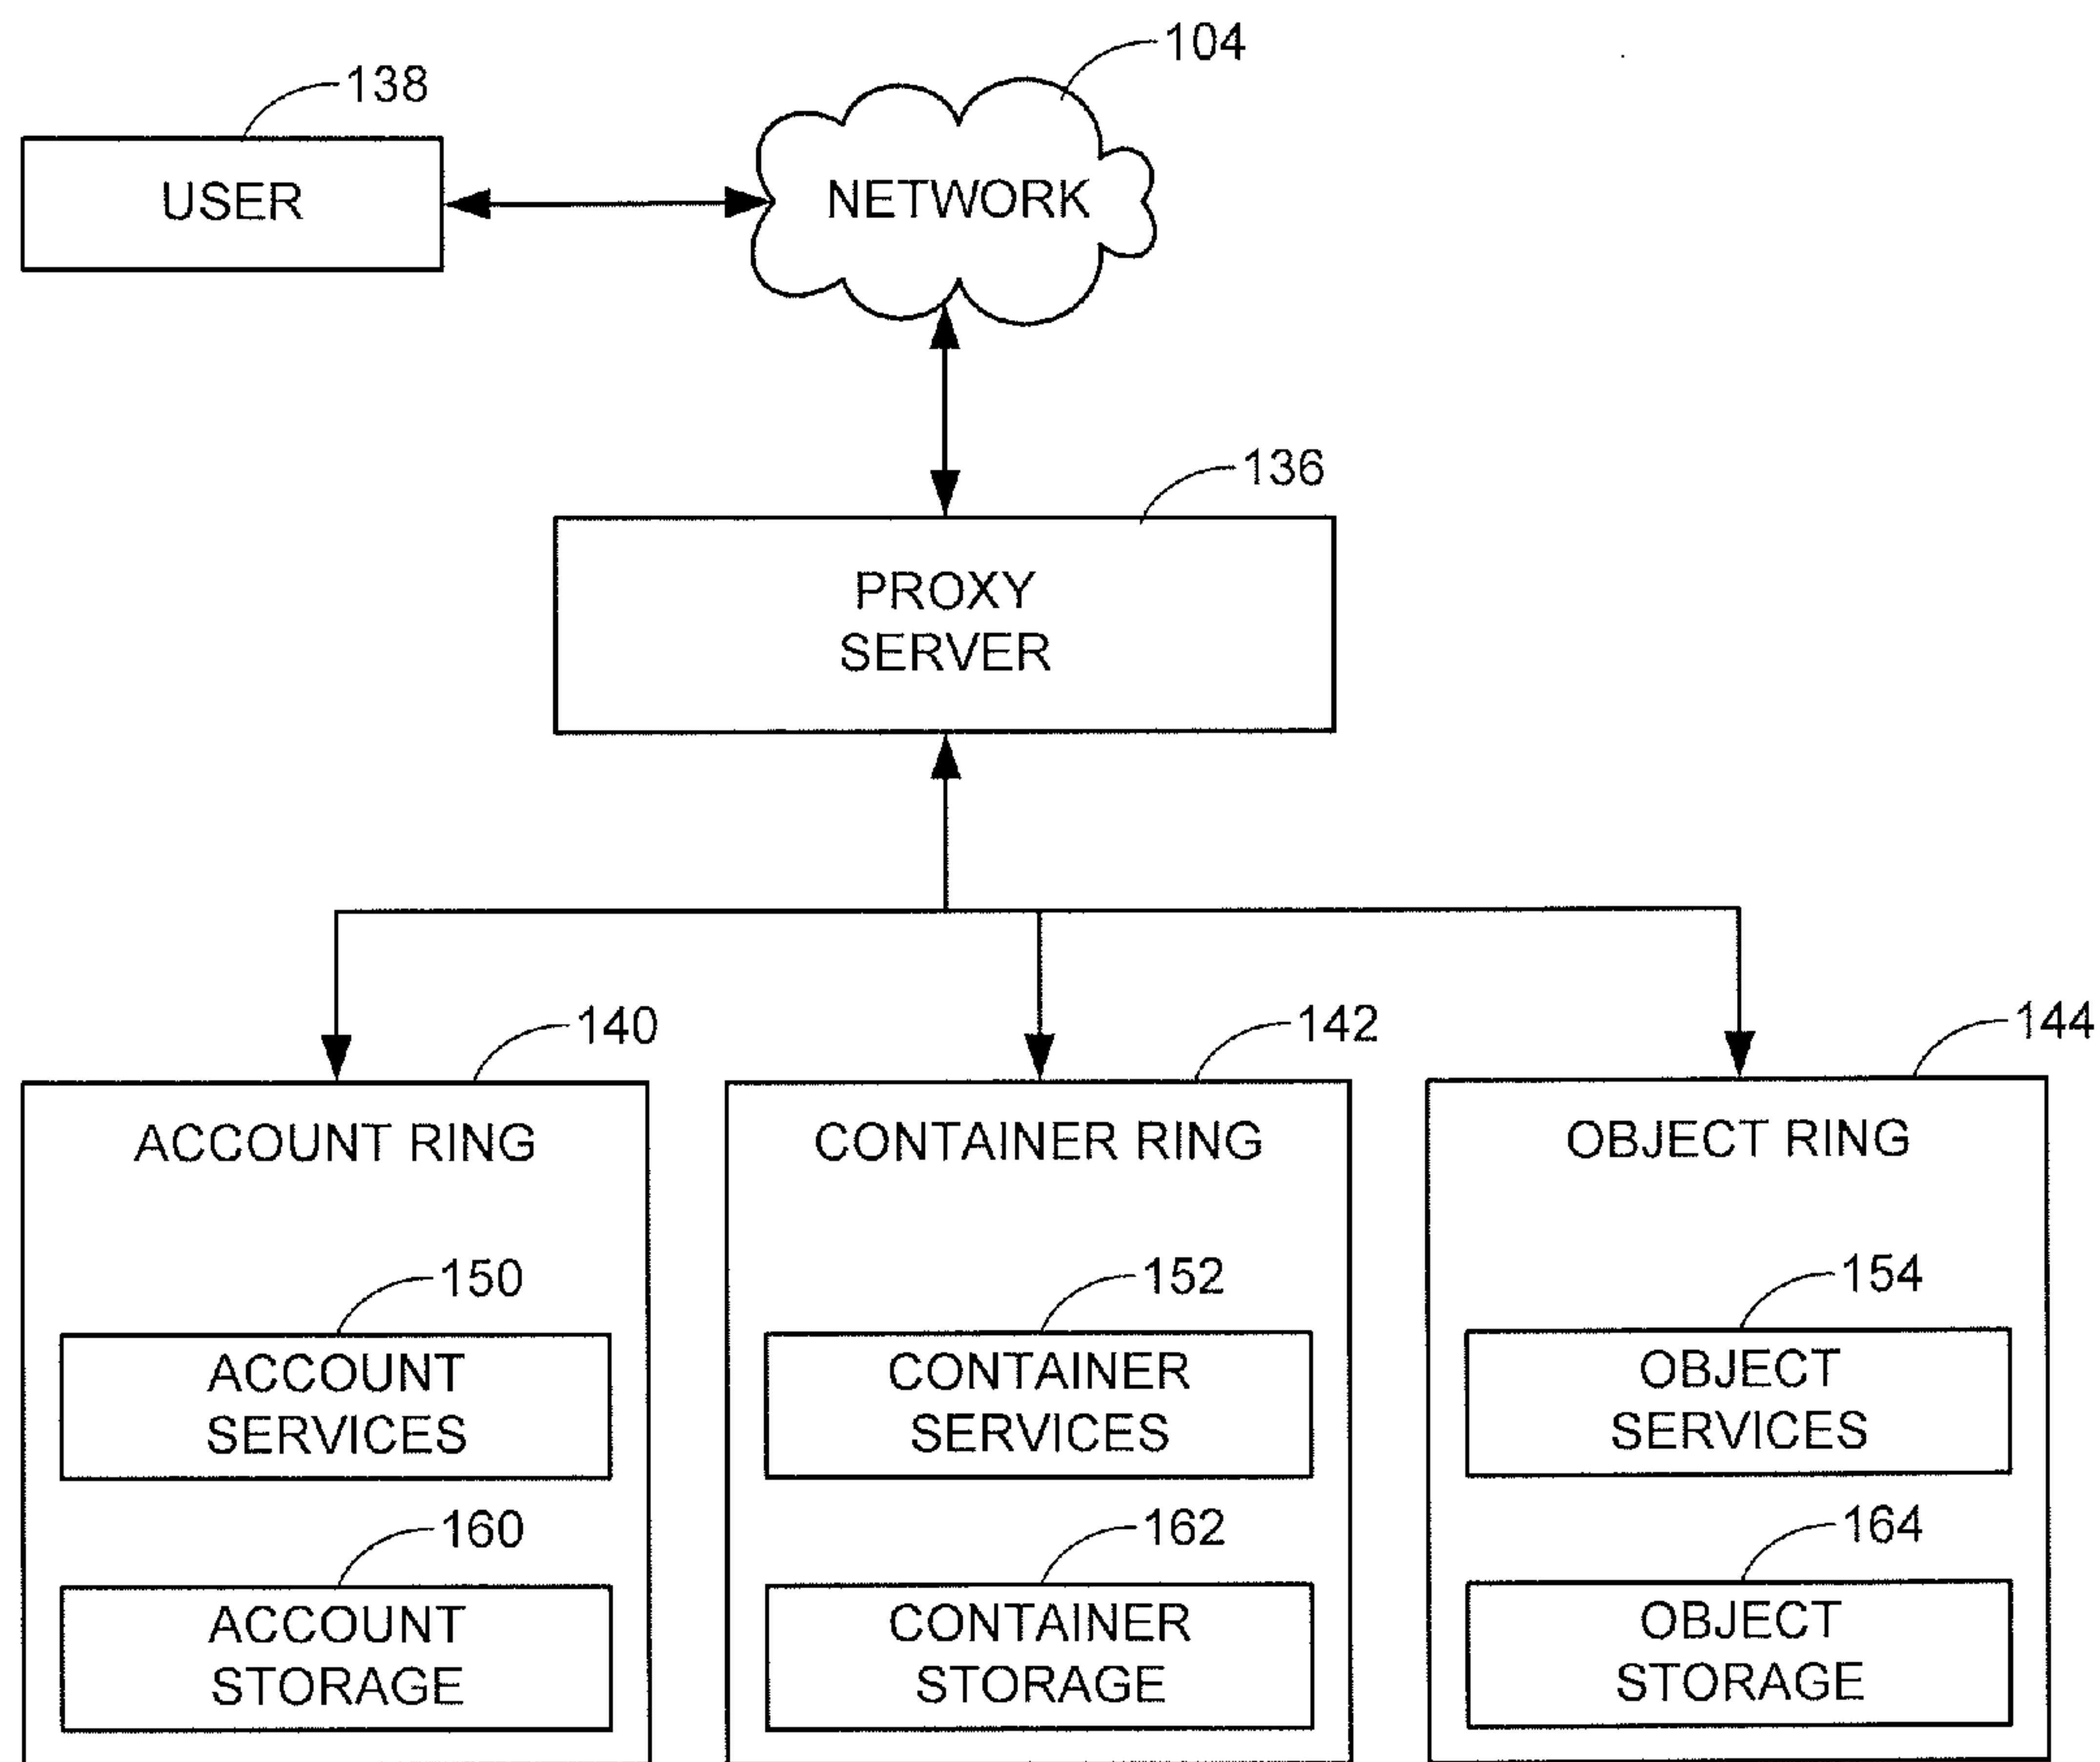 104
138
USER
NETWORK
136
PROXY
SERVER
140
142
144
ACCOUNT RING
CONTAINER RING
OBJECT RING
150
152
154
ACCOUNT
SERVICES
CONTAINER
SERVICES
OBJECT
SERVICES
160
162
164
ACCOUNT
STORAGE
CONTAINER
STORAGE
OBJECT
STORAGE